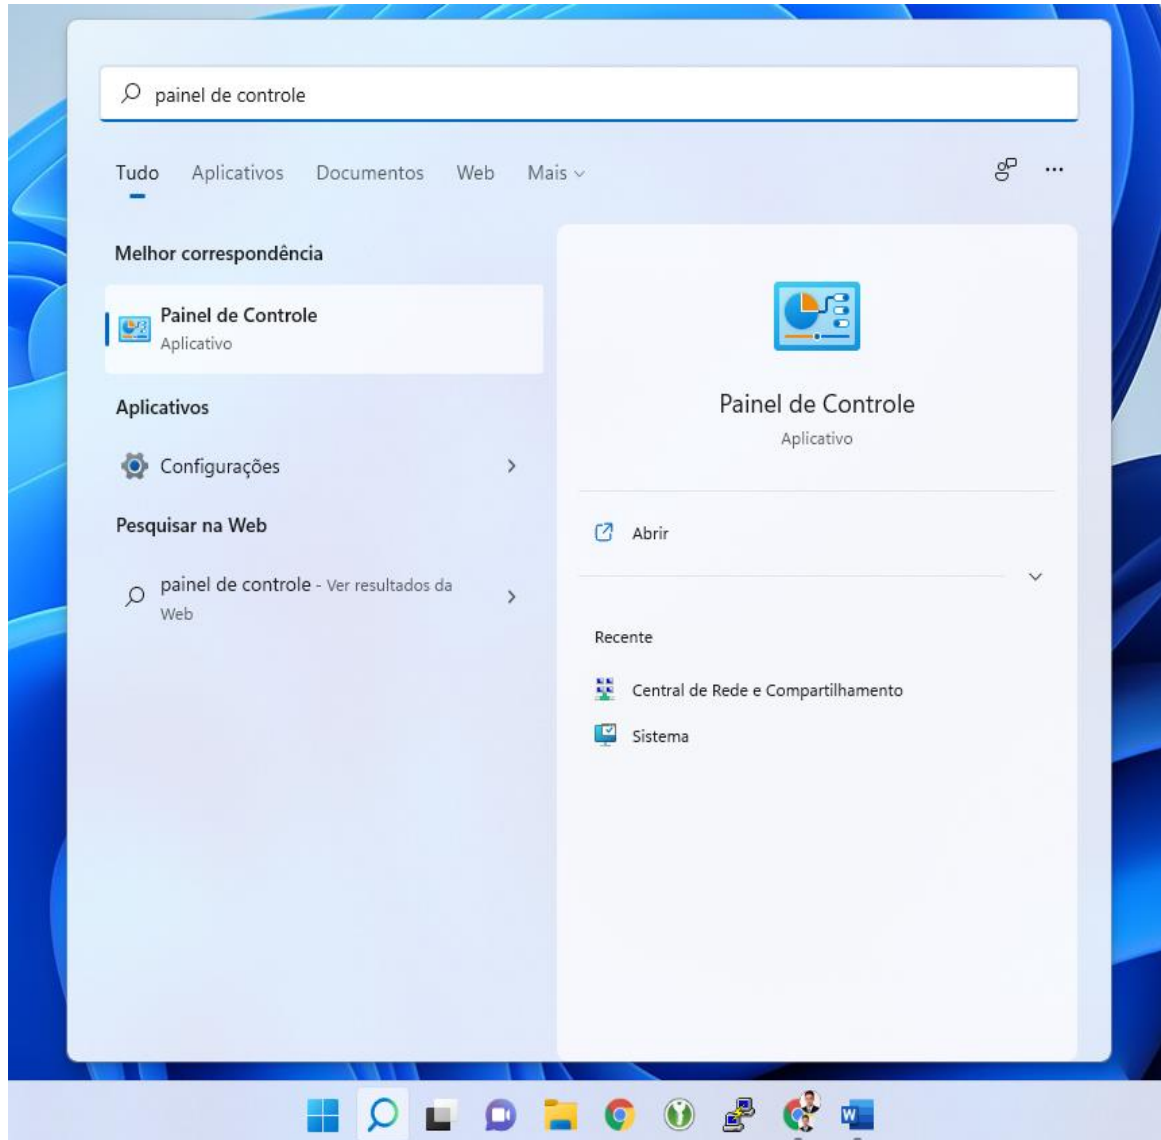 painel de controle
Tudo Aplicativos Documentos Web Mais
Melhor correspondência
Painel de Controle
Aplicativo
Aplicativos
Configurações
Pesquisar na Web
painel de controle - Ver resultados da
Web
Painel de Controle
Aplicativo
Abrir
Recente
Central de Rede e Compartilhamento
Sistema
W